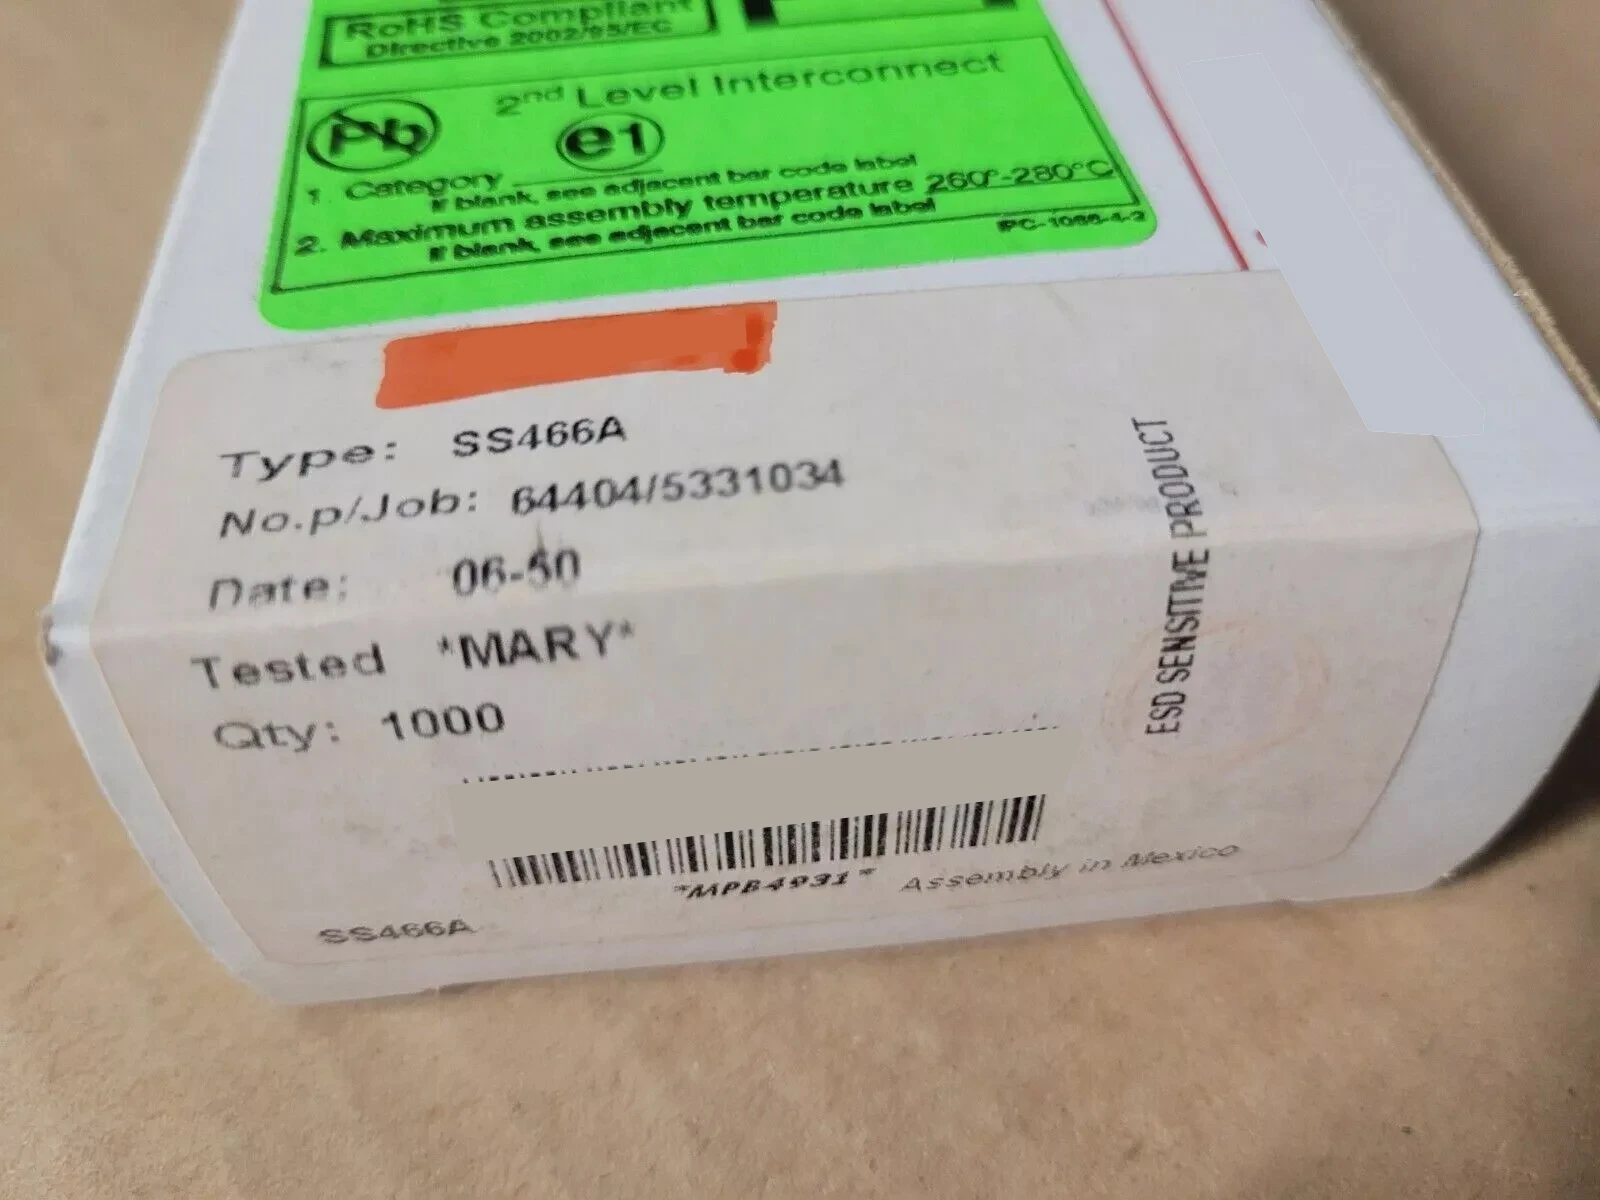 RoHS Compliant
Directive 2002/95/EC
2nd Level Interconnect
Pb
e1
1. Category
If blank, see adjacent bar code label
2. Maximum assembly temperature 260°-280°C
If blank, see adjacent bar code label
IPC-1066-4-2
Type: SS466A
No.p/Job: 64404/5331034
Date: 06-50
Tested *MARY*
Qty: 1000
ESD SENSITIVE PRODUCT
*MPB4931* Assembly in Mexico
SS466A